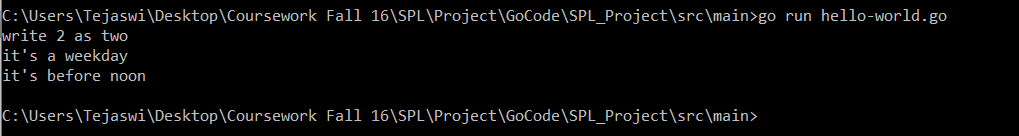 C:\Users\Tejaswi\Desktop\Coursework Fall 16\SPL\Project\GoCode\SPL_Project\src\main>go run hello-world.go
write 2 as two
it's a weekday
it's before noon
C:\Users\Tejaswi\Desktop\Coursework Fall 16\SPL\Project\GoCode\SPL_Project\src\main>